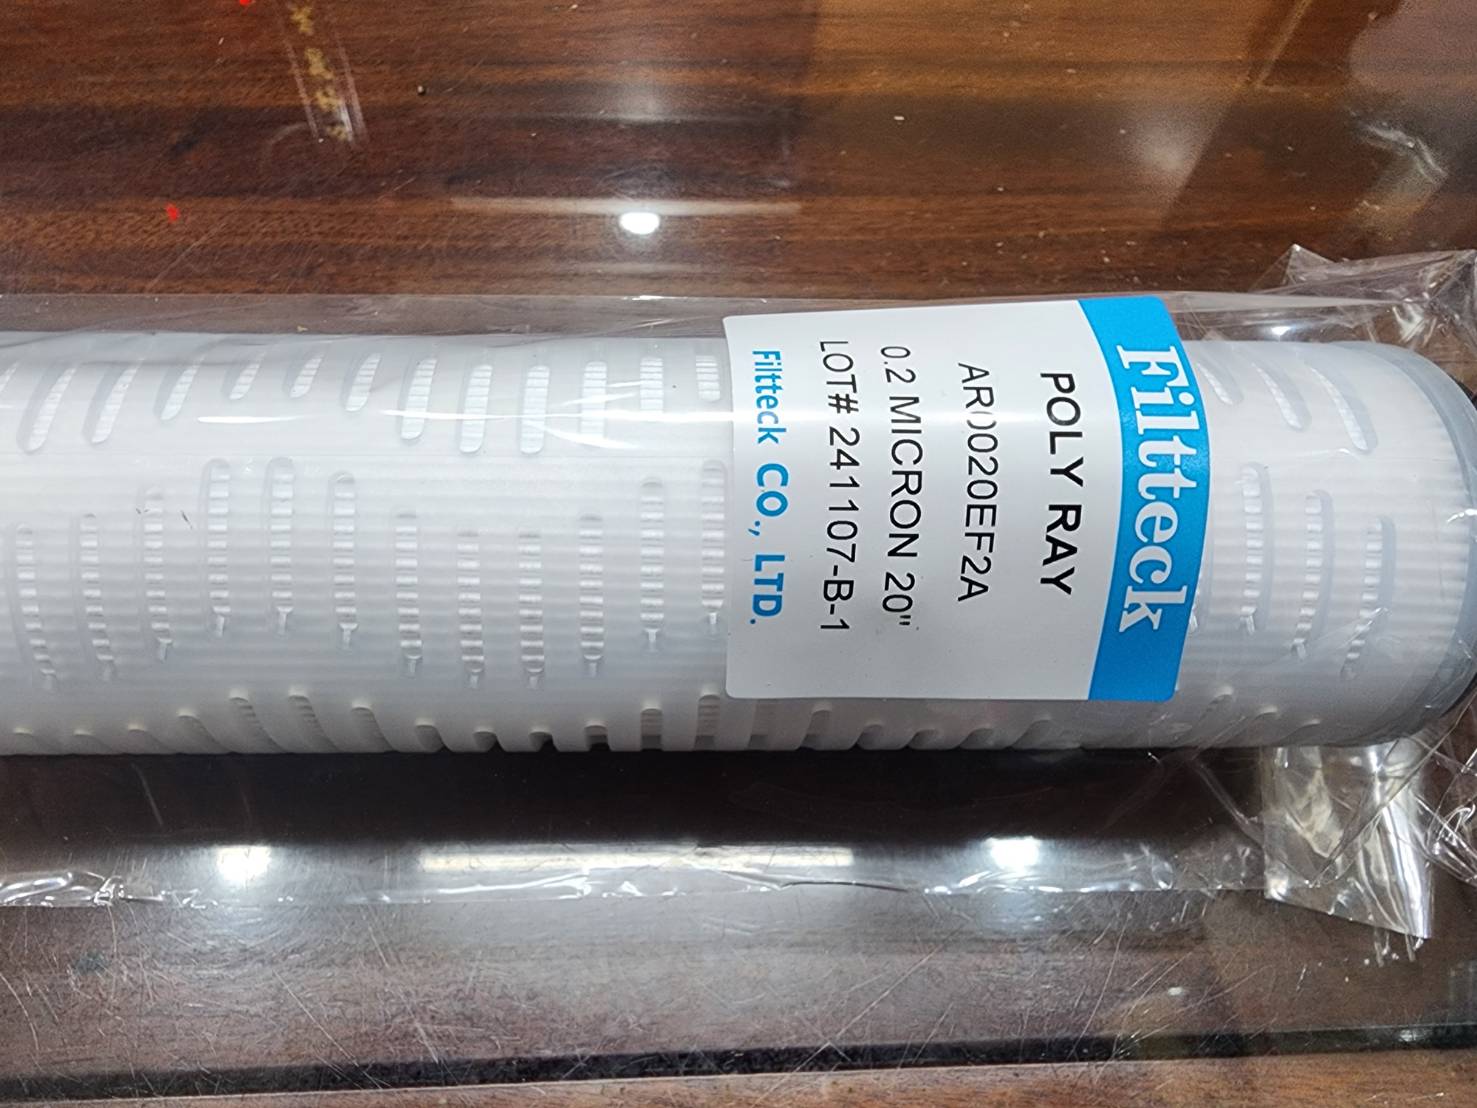 Filtteck
POLY RAY
AR0020EF2A
0.2 MICRON 20"
LOT# 241107-B-1
Filtteck CO., LTD.